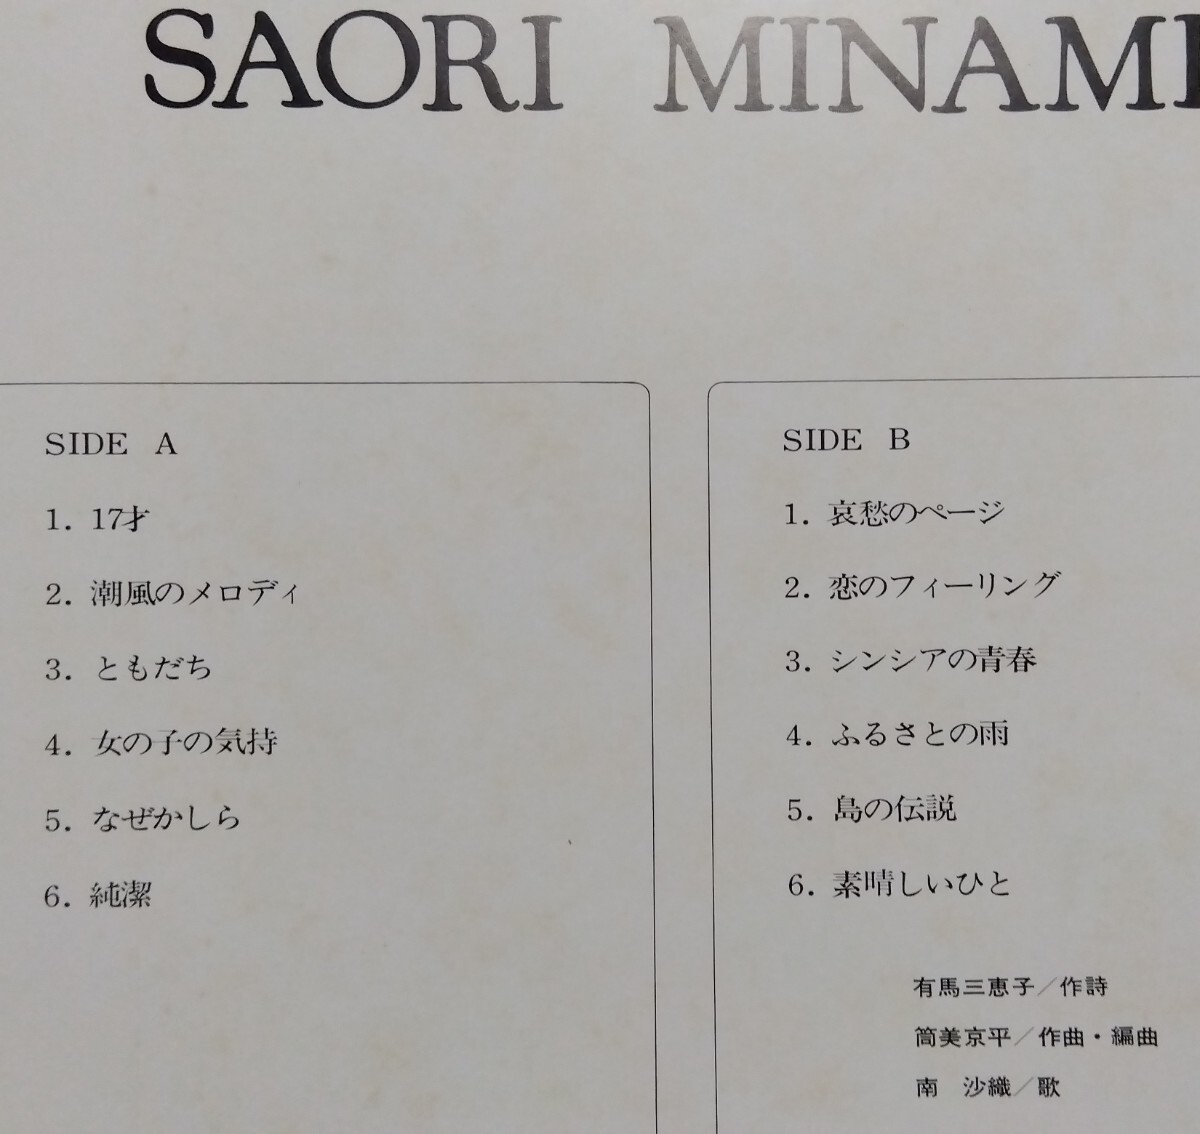 SAORI MINAMI
SIDE A
1. 17才
2. 潮風のメロディ
3. ともだち
4. 女の子の気持
5. なぜかしら
6. 純潔
SIDE B
1. 哀愁のページ
2. 恋のフィーリング
3. シンシアの青春
4. ふるさとの雨
5. 島の伝説
6. 素晴しいひと
有馬三恵子／作詩
筒美京平／作曲・編曲
南　沙織／歌